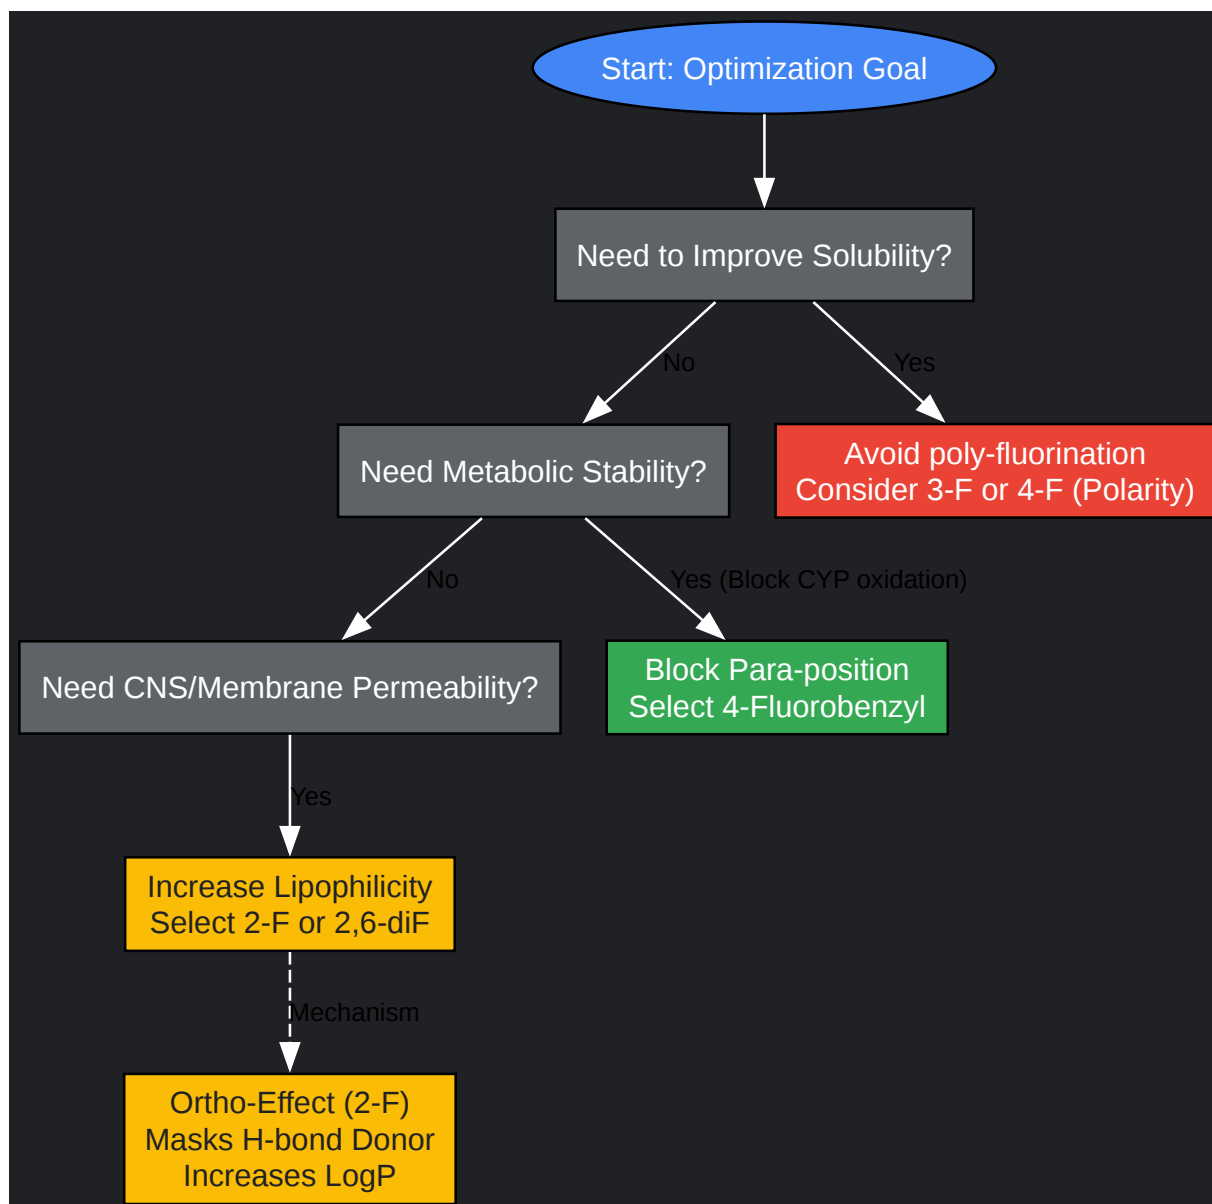 Start: Optimization Goal
Need to Improve Solubility?
No
Yes
Need Metabolic Stability?
Avoid poly-fluorination
Consider 3-F or 4-F (Polarity)
No
Yes (Block CYP oxidation)
Need CNS/Membrane Permeability?
Block Para-position
Select 4-Fluorobenzyl
Yes
Increase Lipophilicity
Select 2-F or 2,6-diF
Mechanism
Ortho-Effect (2-F)
Masks H-bond Donor
Increases LogP